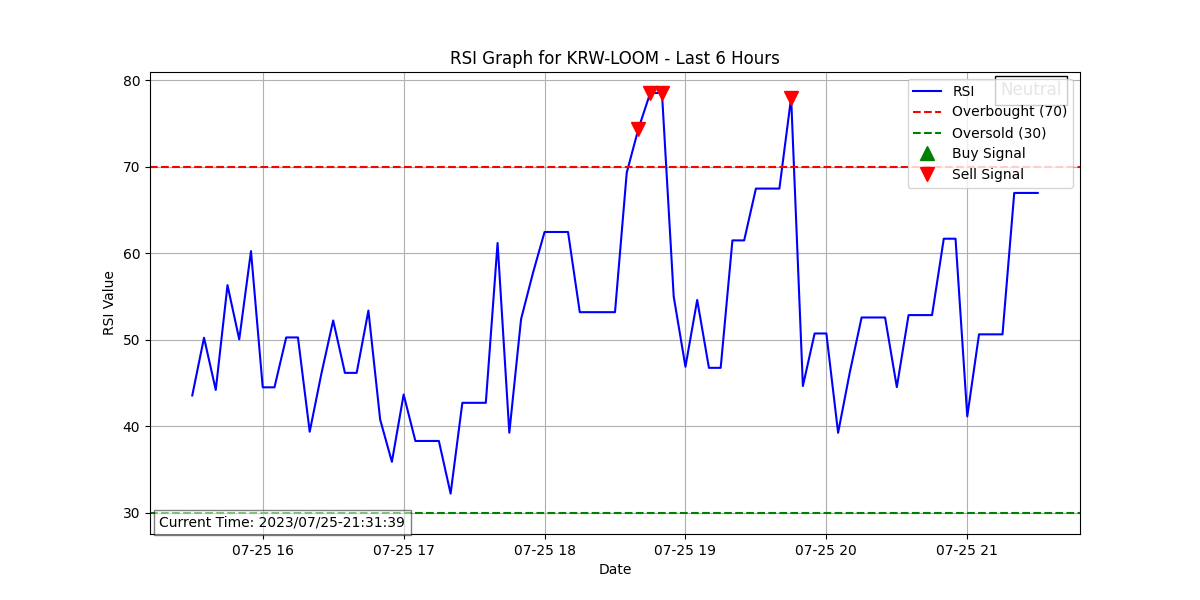 RSI Graph for KRW-LOOM - Last 6 Hours
80
70
60
50
40
30
RSI Value
Neutral
RSI
Overbought (70)
Oversold (30)
Buy Signal
Sell Signal
Current Time: 2023/07/25-21:31:39
07-25 16
07-25 17
07-25 18
07-25 19
07-25 20
07-25 21
Date